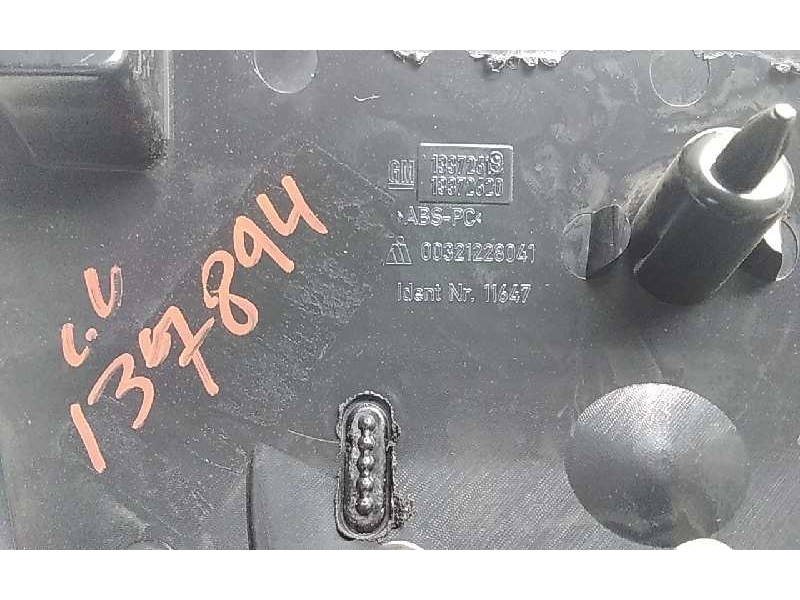 GM
13372619
13372620
>ABS-PC<
00321228041
Ident Nr. 11647
C.U
137894